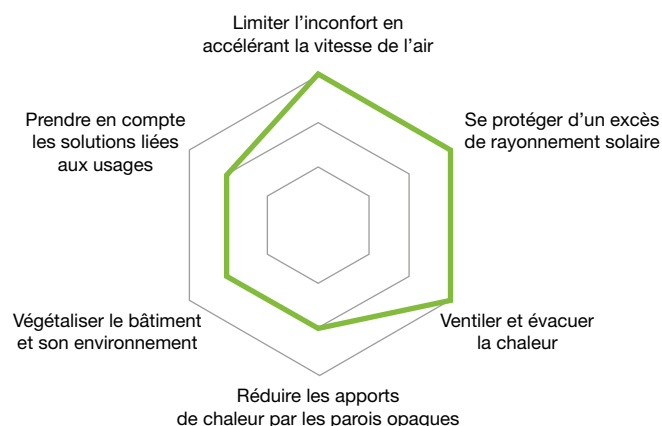 Limiter l’inconfort en
accélérant la vitesse de l’air
Prendre en compte
les solutions liées
aux usages
Se protéger d’un excès
de rayonnement solaire
Végétaliser le bâtiment
et son environnement
Ventiler et évacuer
la chaleur
Réduire les apports
de chaleur par les parois opaques